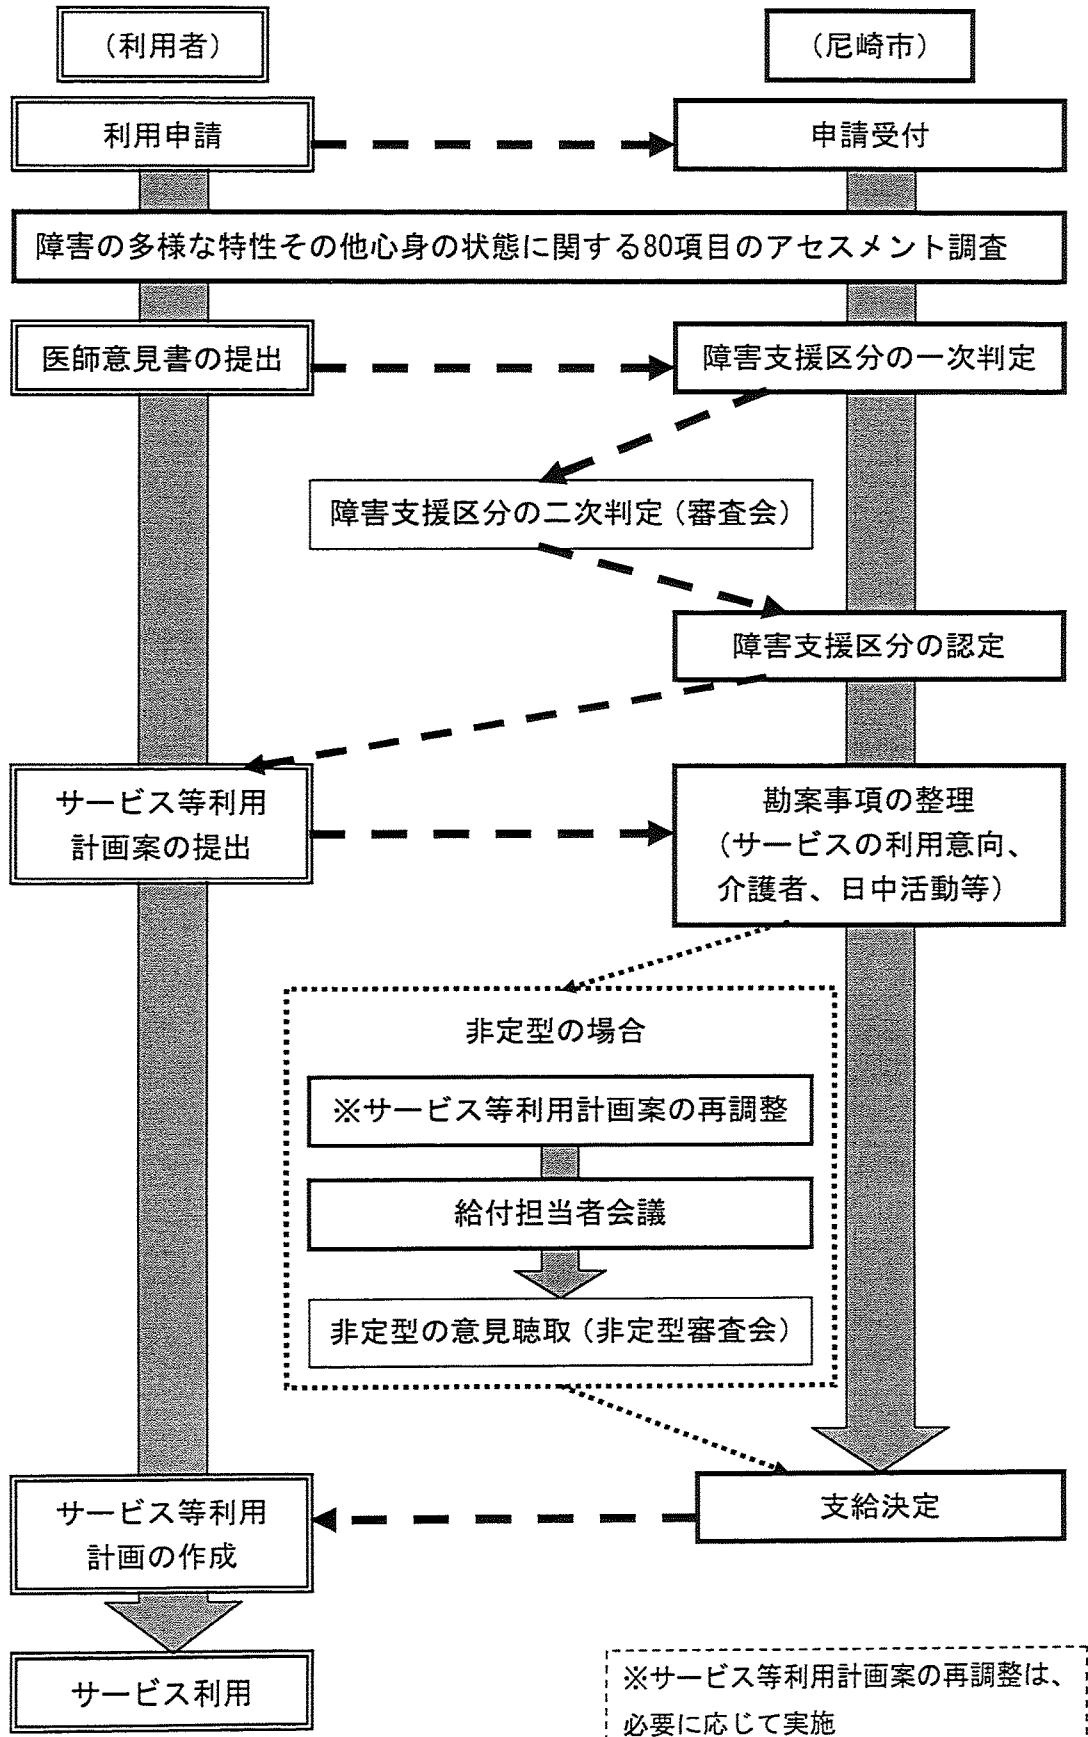 （利用者）
（尼崎市）
利用申請
申請受付
障害の多様な特性その他心身の状態に関する80項目のアセスメント調査
医師意見書の提出
障害支援区分の一次判定
障害支援区分の二次判定（審査会）
障害支援区分の認定
サービス等利用
計画案の提出
勘案事項の整理
（サービスの利用意向、
介護者、日中活動等）
非定型の場合
※サービス等利用計画案の再調整
給付担当者会議
非定型の意見聴取（非定型審査会）
支給決定
サービス等利用
計画の作成
サービス利用
※サービス等利用計画案の再調整は、
必要に応じて実施